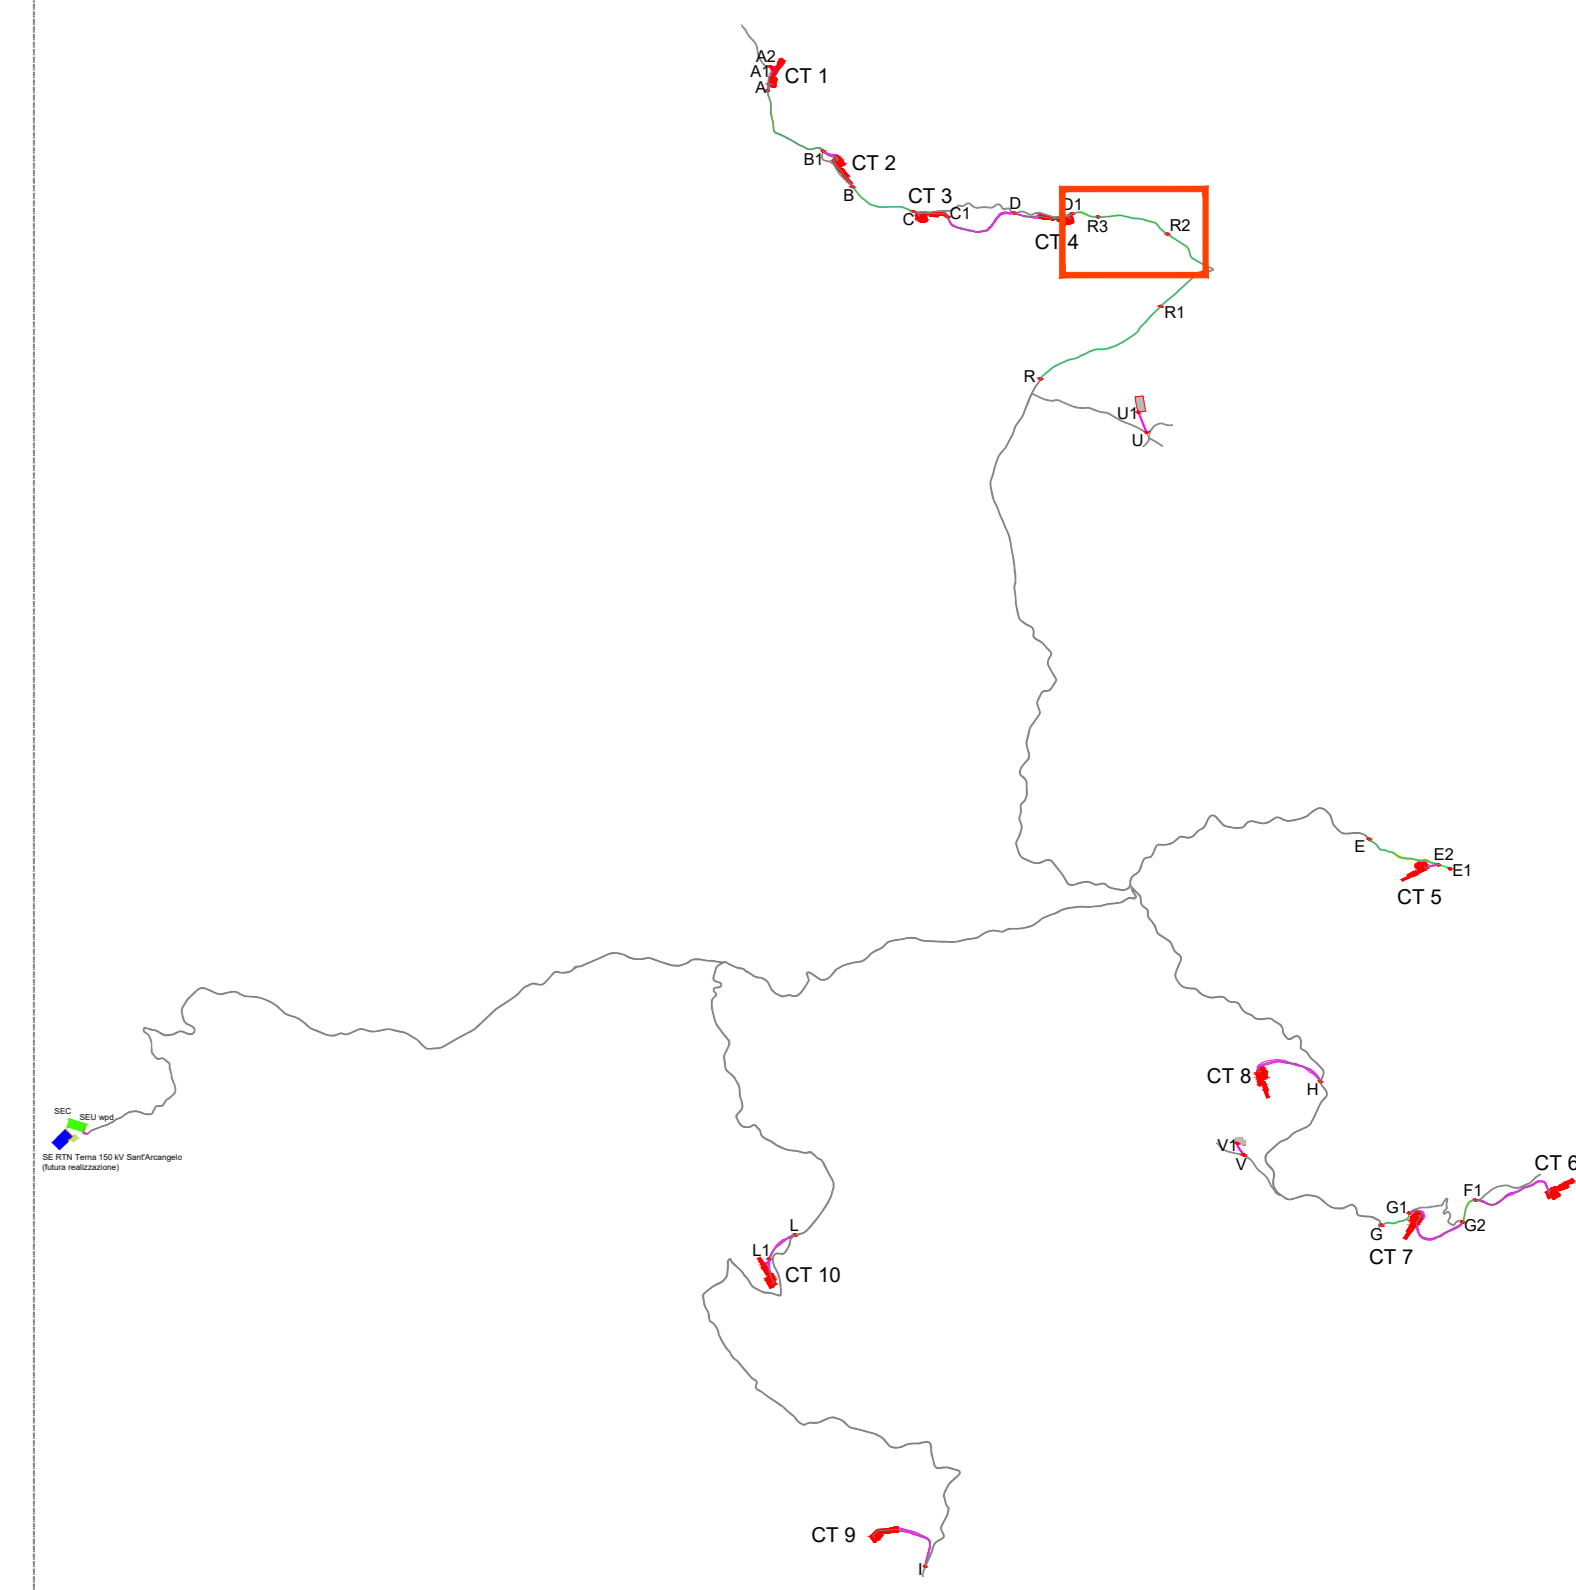 A2
A1
CT 1
A
B1
CT 2
B
CT 3
C
C1
D
D1
R3
R2
CT 4
R1
R
U1
U
E
E2
E1
CT 5
CT 8
H
SEC
SEU wpd
SE RTN Terna 150 kV Sant'Arcangelo
(futura realizzazione)
V1
V
CT 6
F1
G1
G
G2
CT 7
L
L1
CT 10
CT 9
I